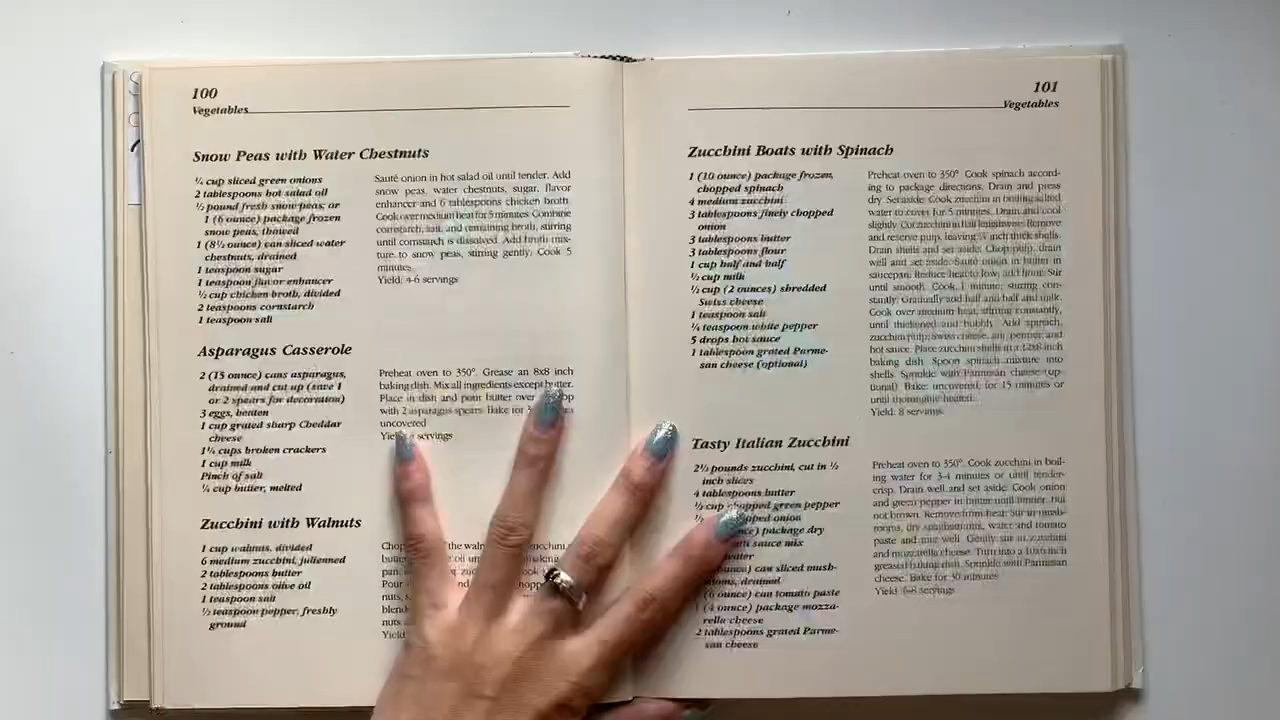 100
Vegetables
Snow Peas with Water Chestnuts
¼ cup sliced green onions
2 tablespoons hot salad oil
½ pound fresh snow peas, or
1 (6 ounce) package frozen
snow peas, thawed
1 (8½ ounce) can sliced water
chestnuts, drained
1 teaspoon sugar
1 teaspoon flavor enhancer
½ cup chicken broth, divided
2 teaspoons cornstarch
1 teaspoon salt
Sauté onion in hot salad oil until tender. Add
snow peas, water chestnuts, sugar, flavor
enhancer and 6 tablespoons chicken broth.
Cook over medium heat for 5 minutes. Combine
cornstarch, salt, and remaining broth, stirring
until cornstarch is dissolved. Add broth mix-
ture to snow peas, stirring gently. Cook 5
minutes.
Yield: 4-6 servings
Asparagus Casserole
2 (15 ounce) cans asparagus,
drained and cut up (save 1
or 2 spears for decoration)
3 eggs, beaten
1 cup grated sharp Cheddar
cheese
1¼ cups broken crackers
1 cup milk
Pinch of salt
¼ cup butter, melted
Preheat oven to 350°. Grease an 8x8 inch
baking dish. Mix all ingredients except butter.
Place in dish and pour butter over
with 2 asparagus spears. Bake for
uncovered
servings
Zucchini with Walnuts
1 cup walnuts, divided
6 medium zucchini, julienned
2 tablespoons butter
2 tablespoons olive oil
1 teaspoon salt
½ teaspoon pepper, freshly
ground
the
oil
pan.
Pour
nuts,
blend
nuts
Yield
101
Vegetables
Zucchini Boats with Spinach
1 (10 ounce) package frozen,
chopped spinach
4 medium zucchini
3 tablespoons finely chopped
onion
3 tablespoons butter
3 tablespoons flour
1 cup half and half
½ cup milk
½ cup (2 ounces) shredded
Swiss cheese
1 teaspoon salt
¼ teaspoon white pepper
5 drops hot sauce
1 tablespoon grated Parme-
san cheese (optional)
Preheat oven to 350°. Cook spinach accord-
ing to package directions. Drain and press
dry. Set aside. Cook zucchini in boiling salted
water to cover for 5 minutes. Drain and cool
slightly. Cut zucchini in half lengthwise. Remove
and reserve pulp, leaving ¼ inch thick shells.
Drain shells and set aside. Chop pulp, drain
well and set aside. Sauté onion in butter in
saucepan. Reduce heat to low; add flour. Stir
until smooth. Cook 1 minute, stirring con-
stantly. Gradually add half and half and milk.
Cook over medium heat, stirring constantly,
until thickened and bubbly. Add spinach,
zucchini pulp, swiss cheese, salt, pepper, and
hot sauce. Place zucchini shells in a 12x8 inch
baking dish. Spoon spinach mixture into
shells. Sprinkle with Parmesan cheese (op-
tional). Bake, uncovered, for 15 minutes or
until thoroughly heated.
Yield: 8 servings
Tasty Italian Zucchini
2½ pounds zucchini, cut in ½
inch slices
4 tablespoons butter
½ cup chopped green pepper
onion
package dry
sauce mix
can sliced mush-
drained
(6 ounce) can tomato paste
1 (4 ounce) package mozza-
rella cheese
2 tablespoons grated Parme-
san cheese
Preheat oven to 350°. Cook zucchini in boil-
ing water for 3-4 minutes or until tender-
crisp. Drain well and set aside. Cook onion
and green pepper in butter until tender, but
not brown. Remove from heat. Stir in mush-
rooms, dry spaghetti mix, water and tomato
paste and mix well. Gently stir in zucchini
and mozzarella cheese. Turn into a 10x6 inch
greased baking dish. Sprinkle with Parmesan
cheese. Bake for 30 minutes
Yield: 6-8 servings